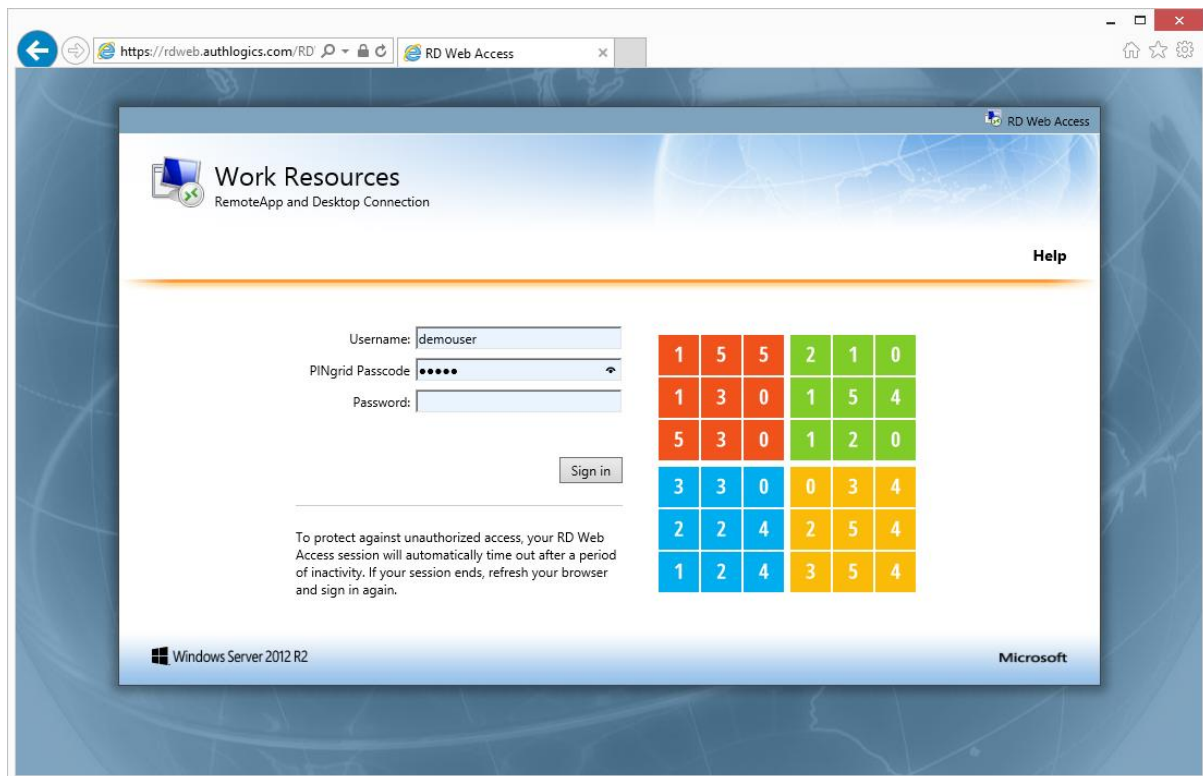 https://rdweb.authlogics.com/RD
RD Web Access
RD Web Access
Work Resources
RemoteApp and Desktop Connection
Help
Username: demouser
PINgrid Passcode •••••
Password:
Sign in
To protect against unauthorized access, your RD Web
Access session will automatically time out after a period
of inactivity. If your session ends, refresh your browser
and sign in again.
1 5 5 2 1 0
1 3 0 1 5 4
5 3 0 1 2 0
3 3 0 0 3 4
2 2 4 2 5 4
1 2 4 3 5 4
Windows Server 2012 R2
Microsoft